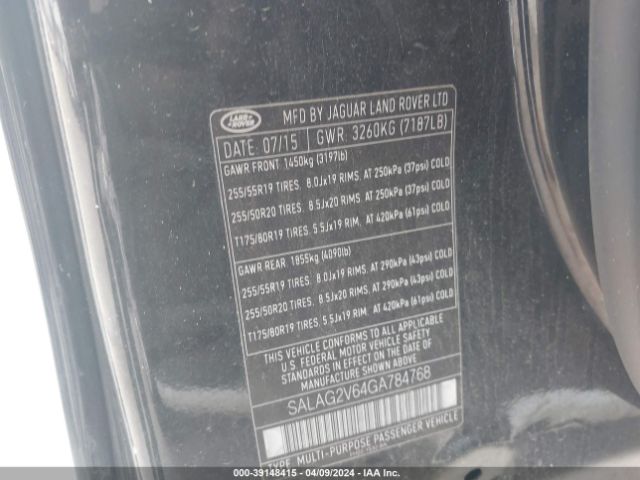 LAND ROVER
MFD BY JAGUAR LAND ROVER LTD
DATE: 07/15 GWR. 3260KG (7187LB)
GAWR FRONT 1450kg (3197lb)
255/55R19 TIRES. 8.0Jx19 RIMS. AT 250kPa (37psi) COLD
255/50R20 TIRES. 8.5Jx20 RIMS. AT 250kPa (37psi) COLD
T175/80R19 TIRES. 5.5Jx19 RIM. AT 420kPa (61psi) COLD
GAWR REAR 1855kg (4090lb)
255/55R19 TIRES. 8.0Jx19 RIMS. AT 290kPa (43psi) COLD
255/50R20 TIRES. 8.5Jx20 RIMS. AT 290kPa (43psi) COLD
T175/80R19 TIRES. 5.5Jx19 RIM. AT 420kPa (61psi) COLD
THIS VEHICLE CONFORMS TO ALL APPLICABLE
U.S. FEDERAL MOTOR VEHICLE SAFETY
STANDARDS IN EFFECT ON THE DATE OF
MANUFACTURE SHOWN ABOVE
SALAG2V64GA784768
TYPE: MULTI-PURPOSE PASSENGER VEHICLE
000-39148415 - 04/09/2024 - Copart, Inc.